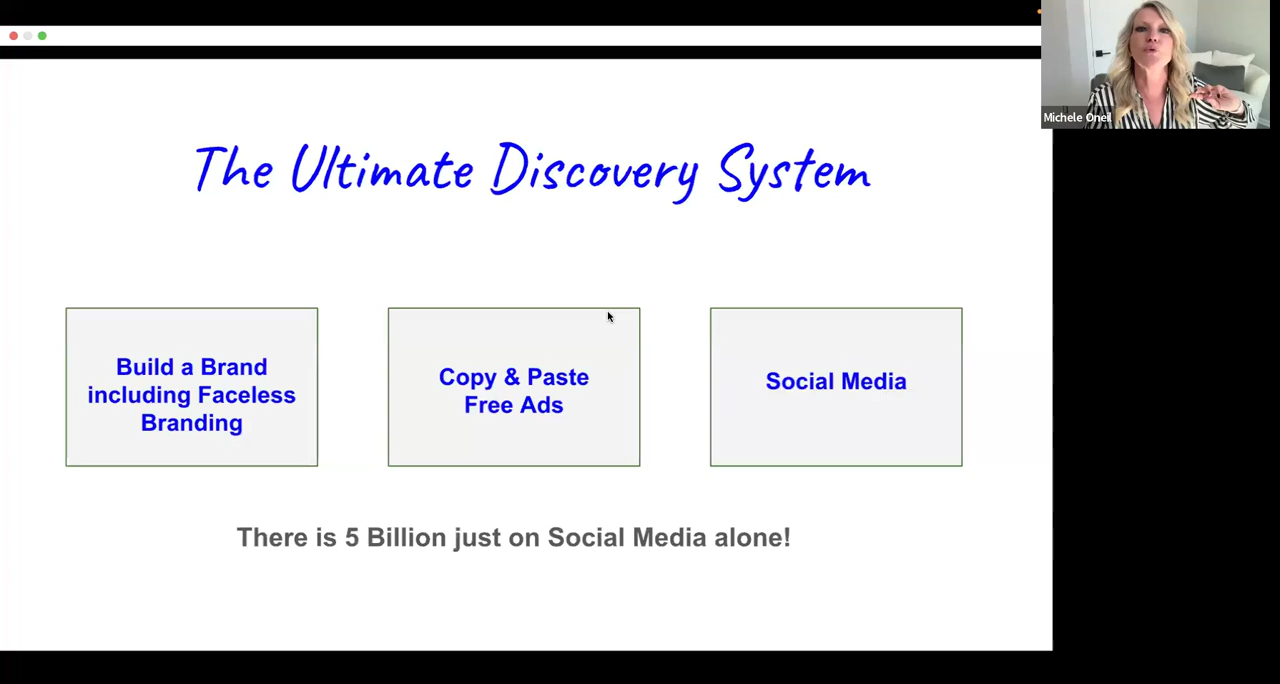 Michele Oneil
The Ultimate Discovery System
Build a Brand
including Faceless
Branding
Copy & Paste
Free Ads
Social Media
There is 5 Billion just on Social Media alone!